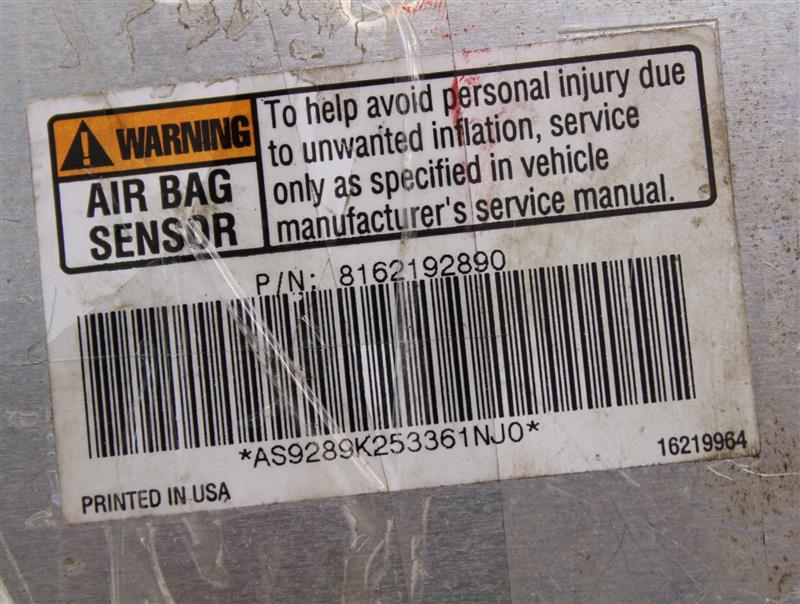 WARNING
AIR BAG
SENSOR
To help avoid personal injury due
to unwanted inflation, service
only as specified in vehicle
manufacturer's service manual.
P/N: 8162192890
*AS9289K253361NJ0*
16219964
PRINTED IN USA